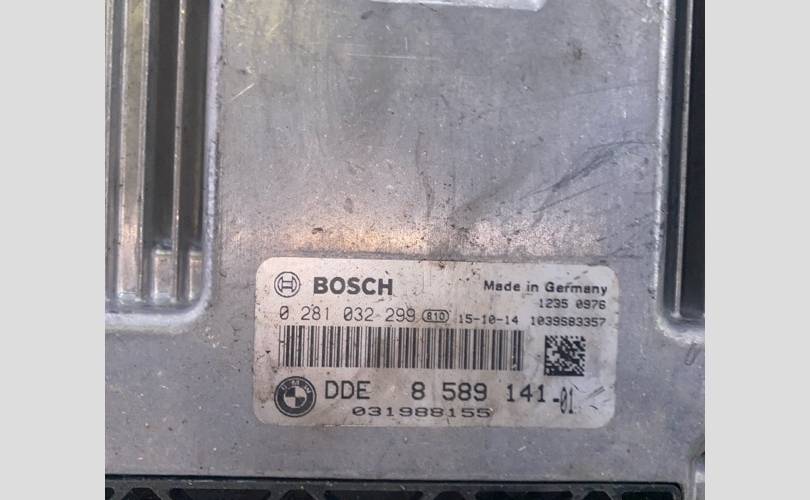 BOSCH Made in Germany
1235 0976
0 281 032 299 810 15-10-14 1039S83357
BMW DDE 8 589 141-01
031988155